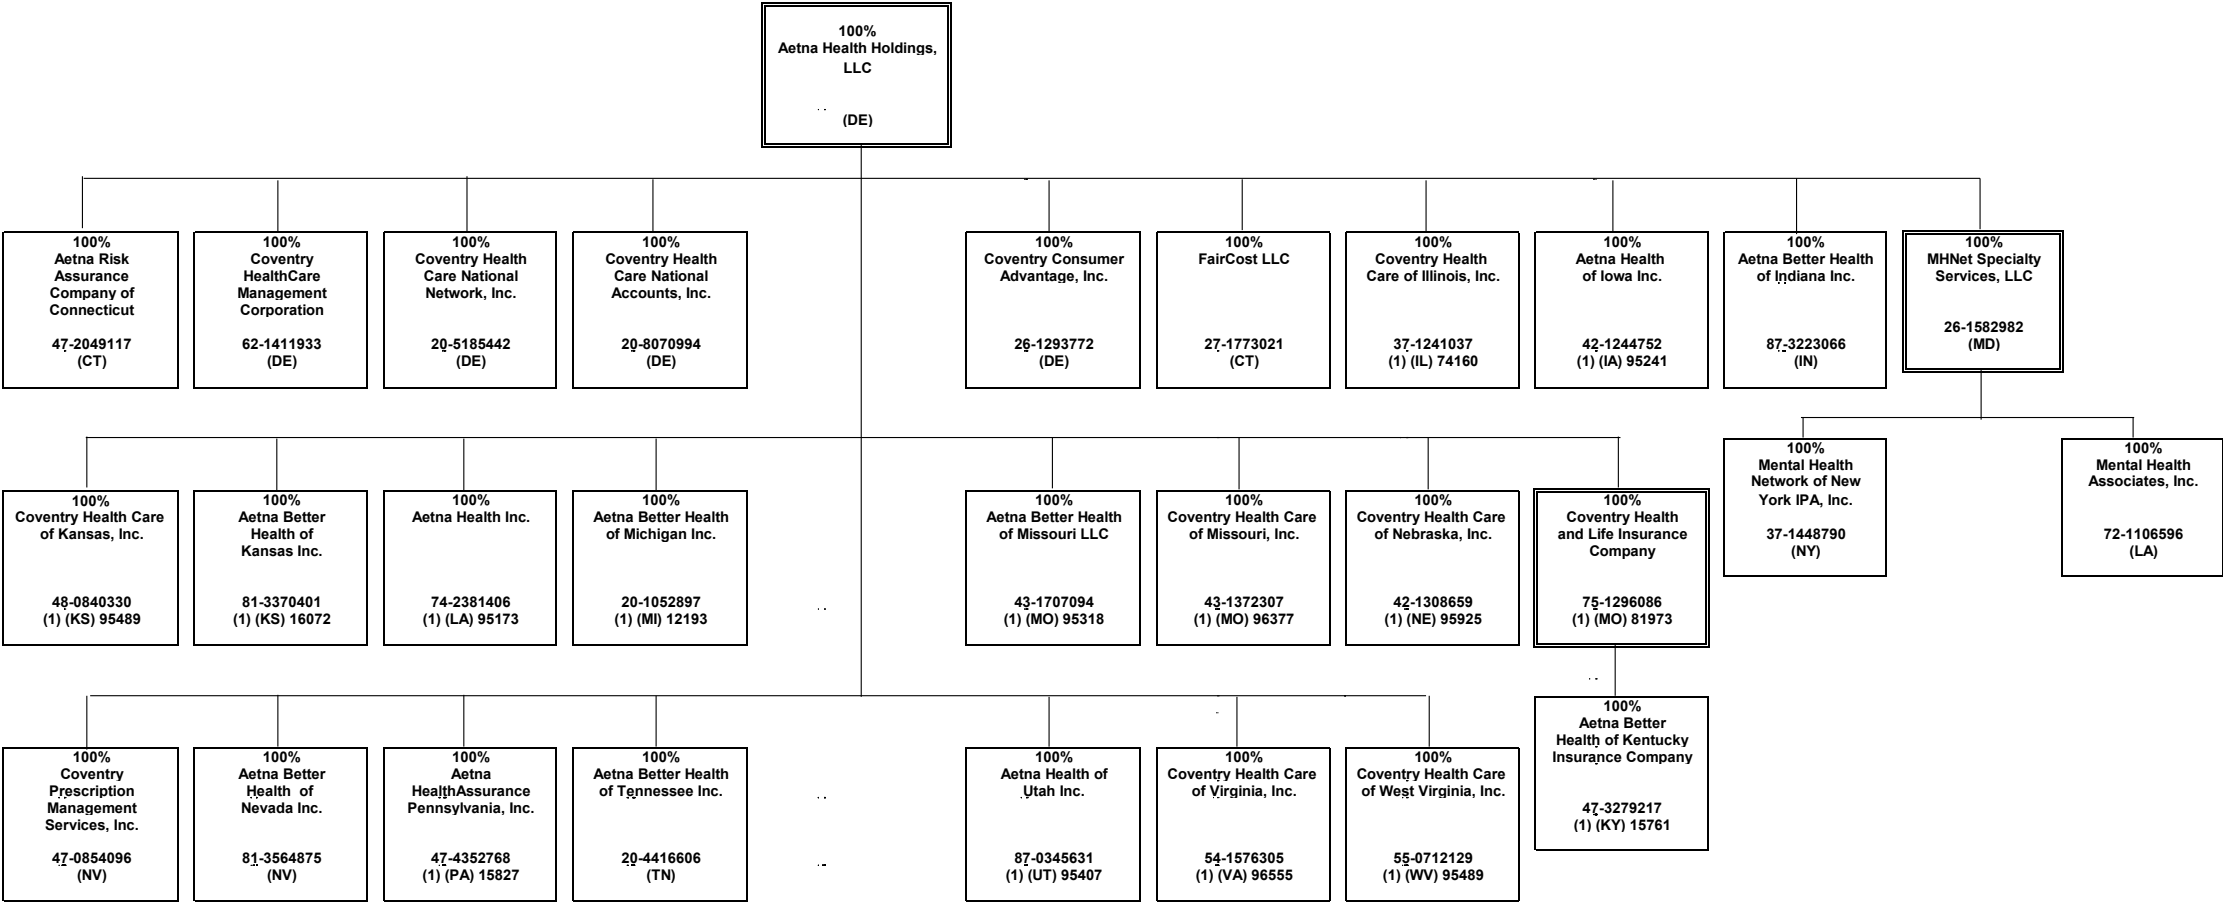 100%
Aetna Health Holdings,
LLC
(DE)
100%
Aetna Risk
Assurance
Company of
Connecticut
47-2049117
(CT)
100%
Coventry
HealthCare
Management
Corporation
62-1411933
(DE)
100%
Coventry Health
Care National
Network, Inc.
20-5185442
(DE)
100%
Coventry Health
Care National
Accounts, Inc.
20-8070994
(DE)
100%
Coventry Consumer
Advantage, Inc.
26-1293772
(DE)
100%
FairCost LLC
27-1773021
(CT)
100%
Coventry Health
Care of Illinois, Inc.
37-1241037
(1) (IL) 74160
100%
Aetna Health
of Iowa Inc.
42-1244752
(1) (IA) 95241
100%
Aetna Better Health
of Indiana Inc.
87-3223066
(IN)
100%
MHNet Specialty
Services, LLC
26-1582982
(MD)
100%
Mental Health
Network of New
York IPA, Inc.
37-1448790
(NY)
100%
Mental Health
Associates, Inc.
72-1106596
(LA)
100%
Coventry Health Care
of Kansas, Inc.
48-0840330
(1) (KS) 95489
100%
Aetna Better
Health of
Kansas Inc.
81-3370401
(1) (KS) 16072
100%
Aetna Health Inc.
74-2381406
(1) (LA) 95173
100%
Aetna Better Health
of Michigan Inc.
20-1052897
(1) (MI) 12193
100%
Aetna Better Health
of Missouri LLC
43-1707094
(1) (MO) 95318
100%
Coventry Health Care
of Missouri, Inc.
43-1372307
(1) (MO) 96377
100%
Coventry Health Care
of Nebraska, Inc.
42-1308659
(1) (NE) 95925
100%
Coventry Health
and Life Insurance
Company
75-1296086
(1) (MO) 81973
100%
Aetna Better
Health of Kentucky
Insurance Company
47-3279217
(1) (KY) 15761
100%
Coventry
Prescription
Management
Services, Inc.
47-0854096
(NV)
100%
Aetna Better
Health of
Nevada Inc.
81-3564875
(NV)
100%
Aetna
HealthAssurance
Pennsylvania, Inc.
47-4352768
(1) (PA) 15827
100%
Aetna Better Health
of Tennessee Inc.
20-4416606
(TN)
100%
Aetna Health of
Utah Inc.
87-0345631
(1) (UT) 95407
100%
Coventry Health Care
of Virginia, Inc.
54-1576305
(1) (VA) 96555
100%
Coventry Health Care
of West Virginia, Inc.
55-0712129
(1) (WV) 95489